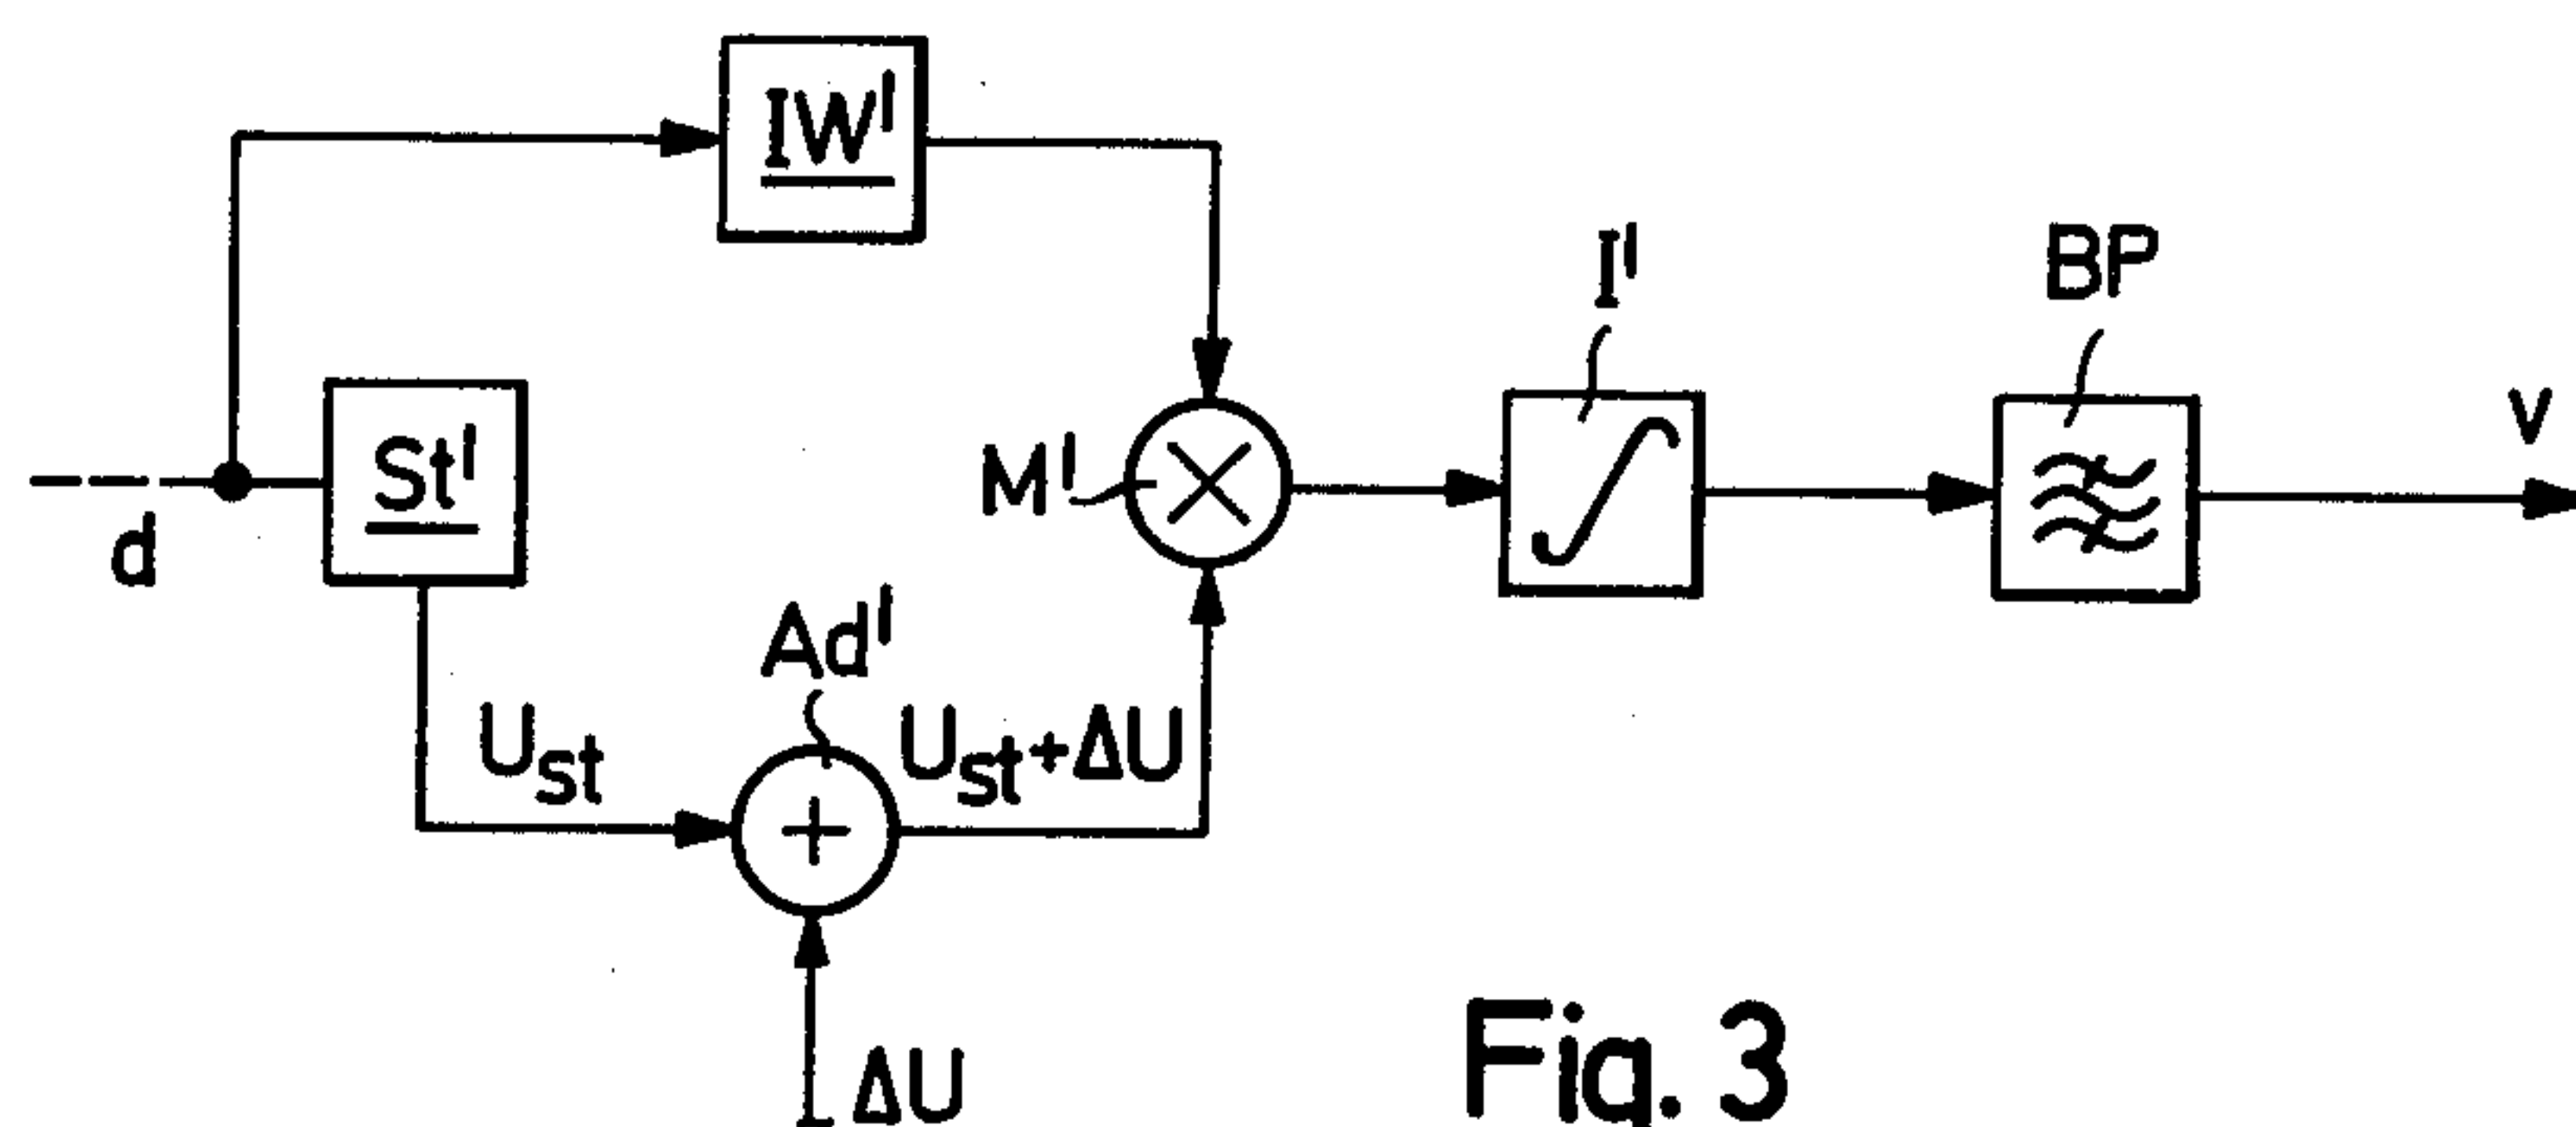 IW'
I'
BP
v
St'
M'
d
Ad'
Ust
Ust+ΔU
ΔU
Fig. 3